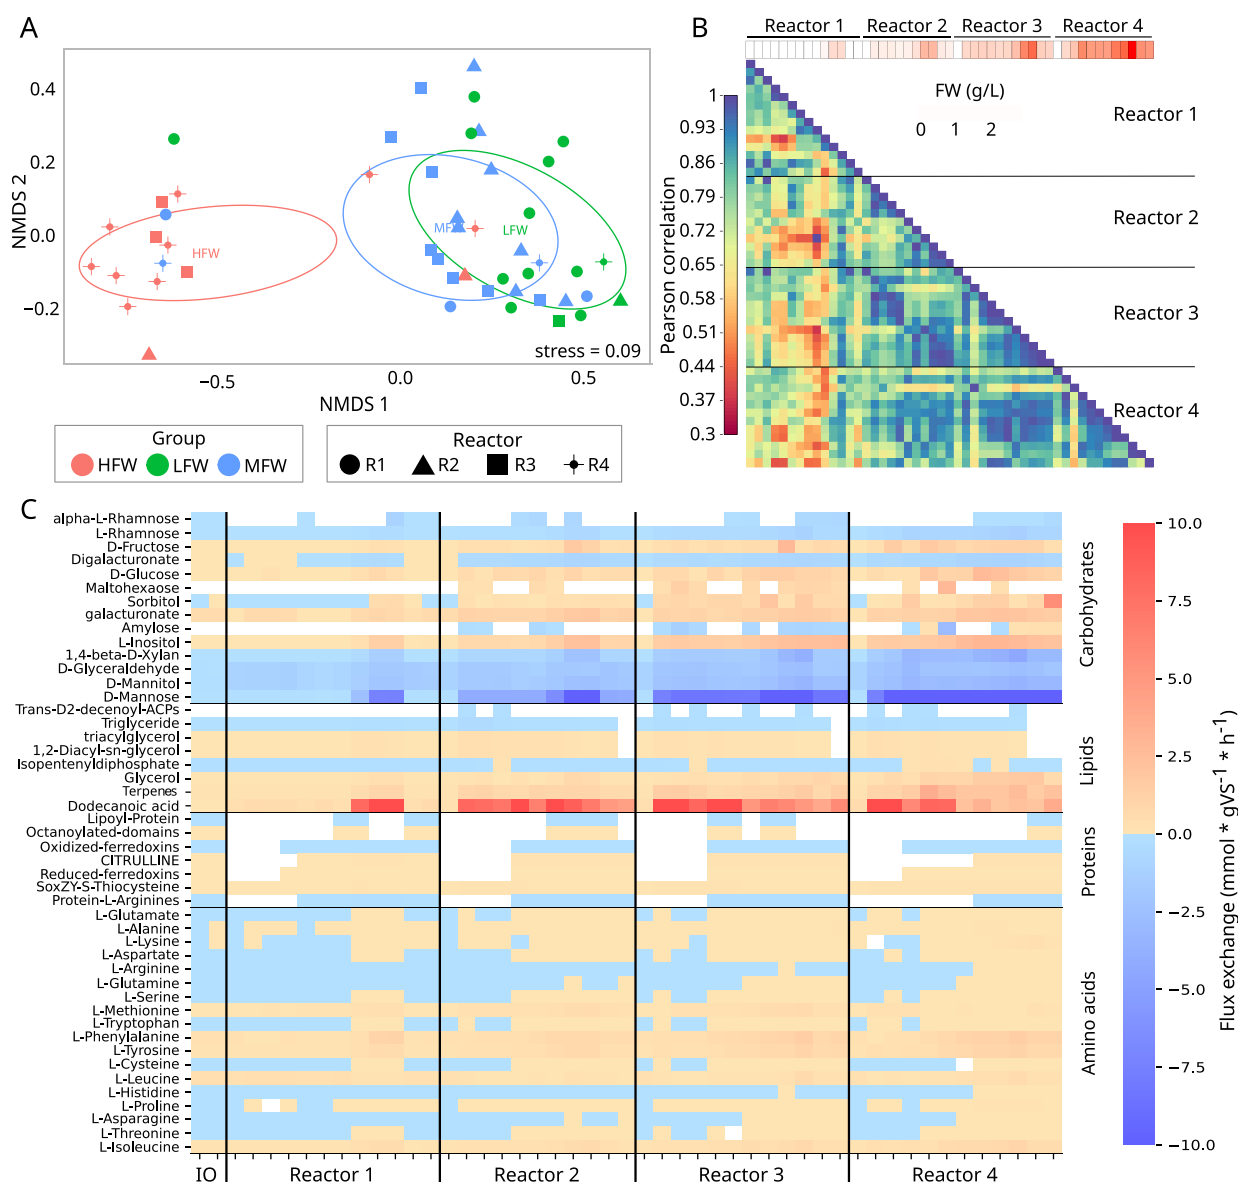 A
NMDS 2
0.4
0.2
0.0
−0.2
HFW
MF
LFW
stress = 0.09
−0.5
0.0
0.5
NMDS 1
Group
HFW
LFW
MFW
Reactor
R1
R2
R3
R4
B
Reactor 1
Reactor 2
Reactor 3
Reactor 4
FW (g/L)
0 1 2
Pearson correlation
1
0.93
0.86
0.79
0.72
0.65
0.58
0.51
0.44
0.37
0.3
Reactor 1
Reactor 2
Reactor 3
Reactor 4
C
alpha-L-Rhamnose
L-Rhamnose
D-Fructose
Digalacturonate
D-Glucose
Maltohexaose
Sorbitol
galacturonate
Amylose
L-Inositol
1,4-beta-D-Xylan
D-Glyceraldehyde
D-Mannitol
D-Mannose
Trans-D2-decenoyl-ACPs
Triglyceride
triacylglycerol
1,2-Diacyl-sn-glycerol
Isopentenyldiphosphate
Glycerol
Terpenes
Dodecanoic acid
Lipoyl-Protein
Octanoylated-domains
Oxidized-ferredoxins
CITRULLINE
Reduced-ferredoxins
SoxZY-S-Thiocysteine
Protein-L-Arginines
L-Glutamate
L-Alanine
L-Lysine
L-Aspartate
L-Arginine
L-Glutamine
L-Serine
L-Methionine
L-Tryptophan
L-Phenylalanine
L-Tyrosine
L-Cysteine
L-Leucine
L-Histidine
L-Proline
L-Asparagine
L-Threonine
L-Isoleucine
IO
Reactor 1
Reactor 2
Reactor 3
Reactor 4
Carbohydrates
Lipids
Proteins
Amino acids
10.0
7.5
5.0
2.5
0.0
−2.5
−5.0
−7.5
−10.0
Flux exchange (mmol * gVS⁻¹ * h⁻¹)